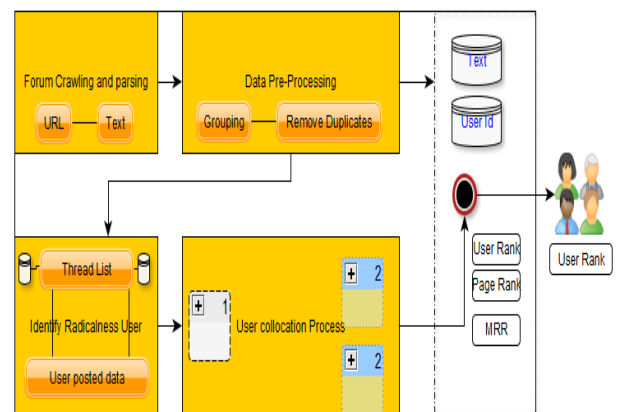 Forum Crawling and parsing
URL
Text
Data Pre-Processing
Grouping
Remove Duplicates
Text
User Id
User Rank
Page Rank
MRR
User Rank
Thread List
Identify Radicalness User
User posted data
+ 1
User collocation Process
+ 2
+ 2